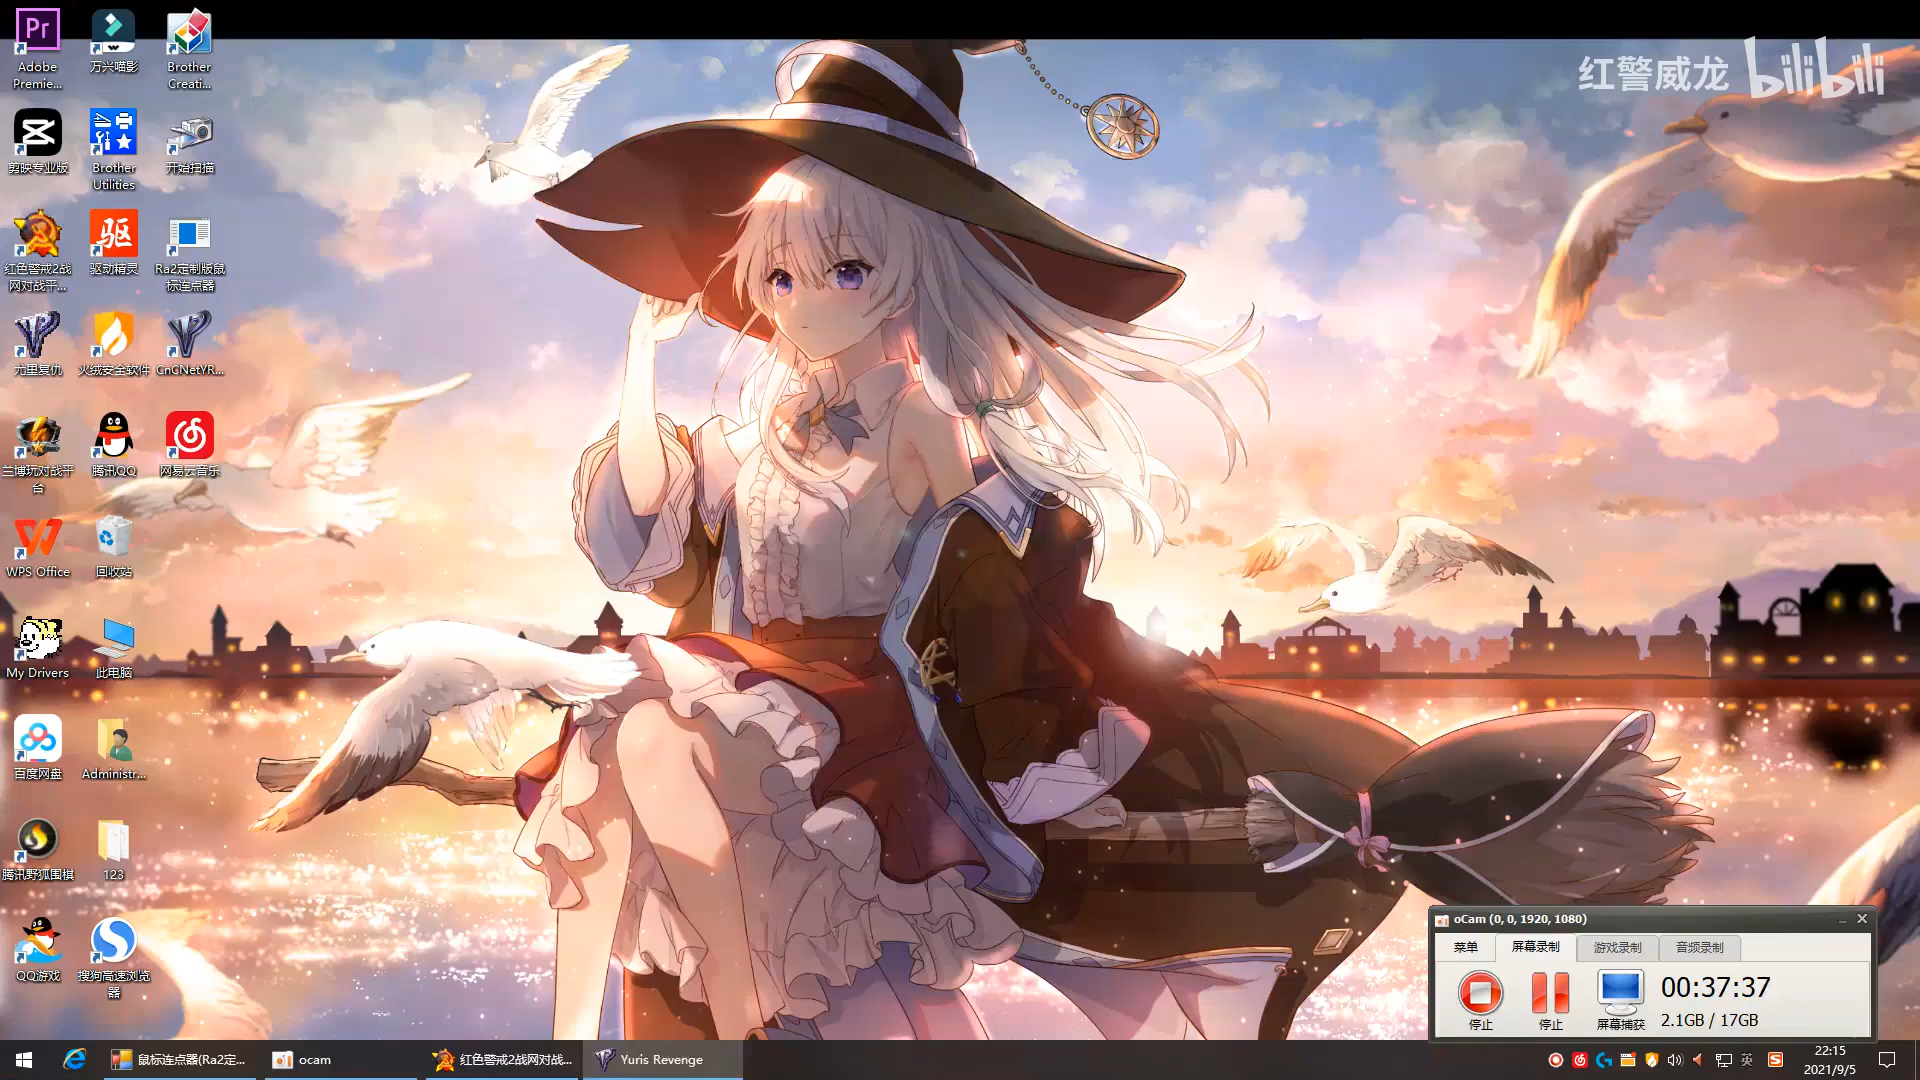 红警威龙 bilibili
Pr
Adobe
Premie...
万兴喵影
Brother
Creati...
剪映专业版
Brother
Utilities
开始扫描
红色警戒2战
网对战平...
驱
驱动精灵
Ra2定制版鼠
标连点器
尤里复仇
火绒安全软件
CnCNetYR...
兰博玩对战平
台
腾讯QQ
网易云音乐
WPS Office
回收站
My Drivers
此电脑
百度网盘
Administr...
腾讯野狐围棋
123
QQ游戏
搜狗高速浏览
器
oCam (0, 0, 1920, 1080)
菜单
屏幕录制
游戏录制
音频录制
停止
停止
屏幕捕获
00:37:37
2.1GB / 17GB
鼠标连点器(Ra2定...
ocam
红色警戒2战网对战...
Yuris Revenge
英
22:15
2021/9/5